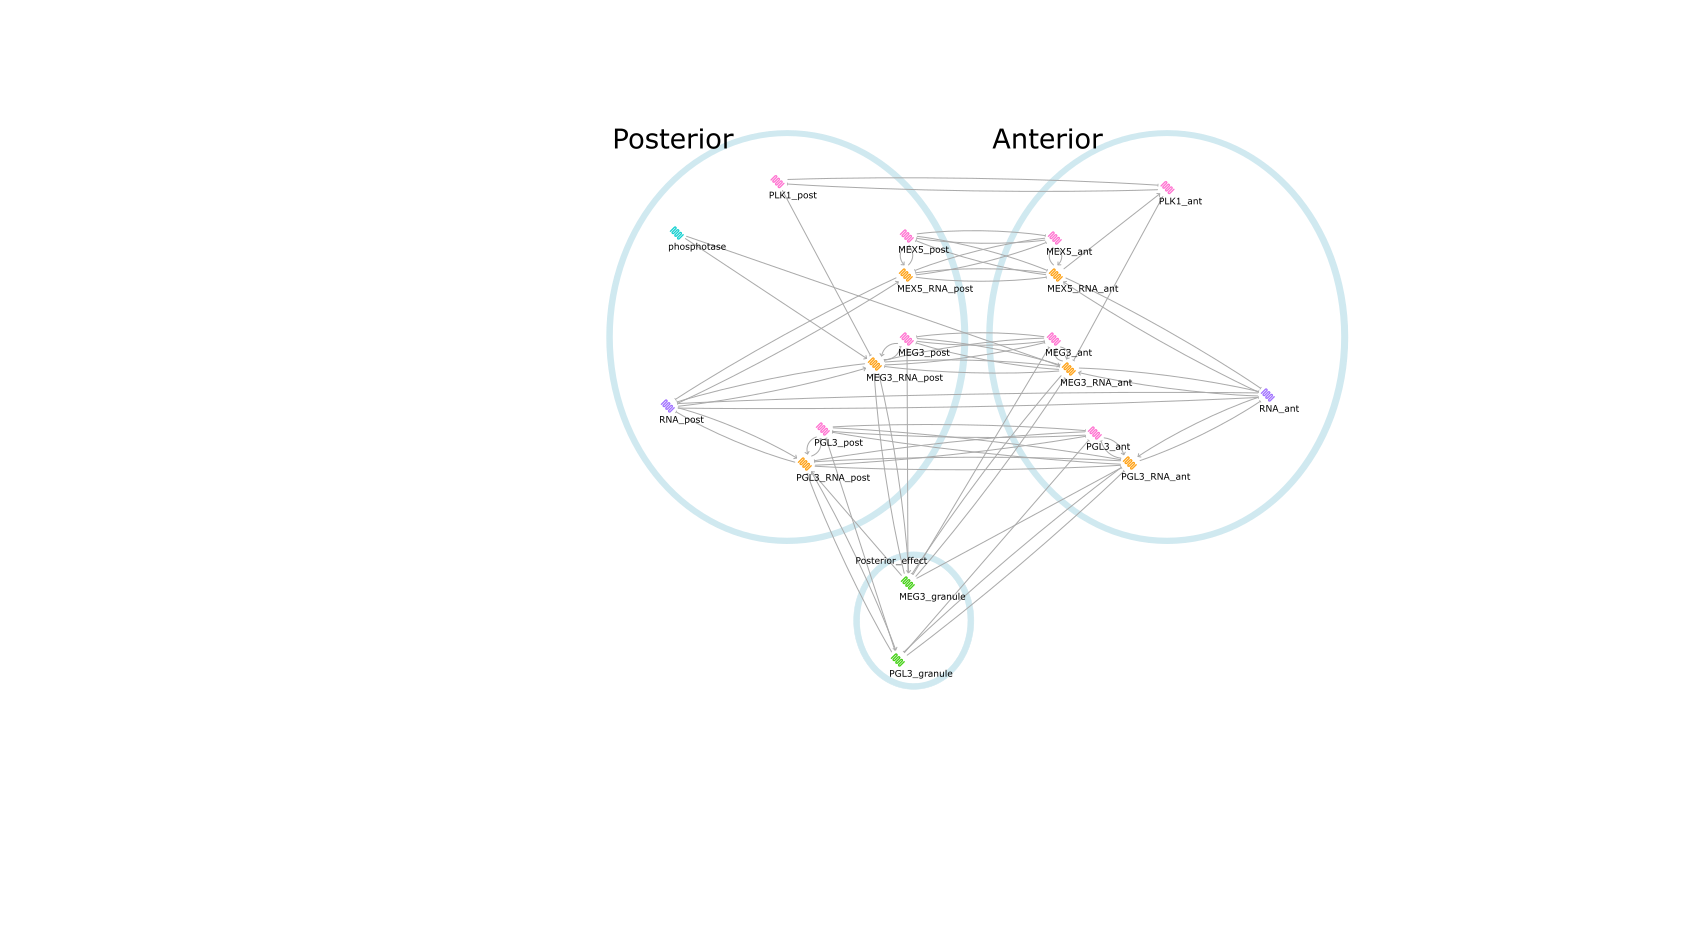 Posterior
Anterior
PLK1_post
PLK1_ant
phosphotase
MEX5_post
MEX5_ant
MEX5_RNA_post
MEX5_RNA_ant
MEG3_post
MEG3_ant
MEG3_RNA_post
MEG3_RNA_ant
RNA_post
RNA_ant
PGL3_post
PGL3_ant
PGL3_RNA_post
PGL3_RNA_ant
Posterior_effect
MEG3_granule
PGL3_granule